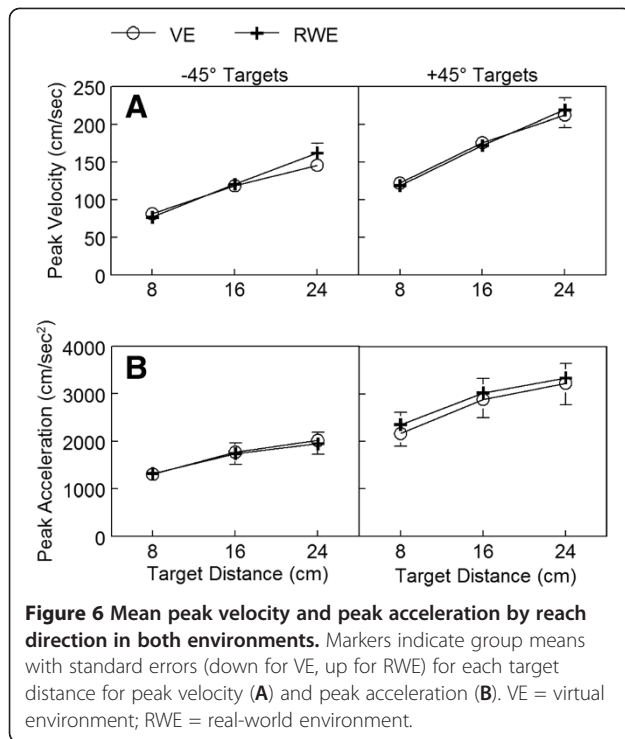 VE RWE
-45° Targets +45° Targets
A
Peak Velocity (cm/sec)
250
200
150
100
50
0
8 16 24 8 16 24
B
Peak Acceleration (cm/sec²)
4000
3000
2000
1000
0
8 16 24 8 16 24
Target Distance (cm) Target Distance (cm)
Figure 6 Mean peak velocity and peak acceleration by reach
direction in both environments. Markers indicate group means
with standard errors (down for VE, up for RWE) for each target
distance for peak velocity (A) and peak acceleration (B). VE = virtual
environment; RWE = real-world environment.